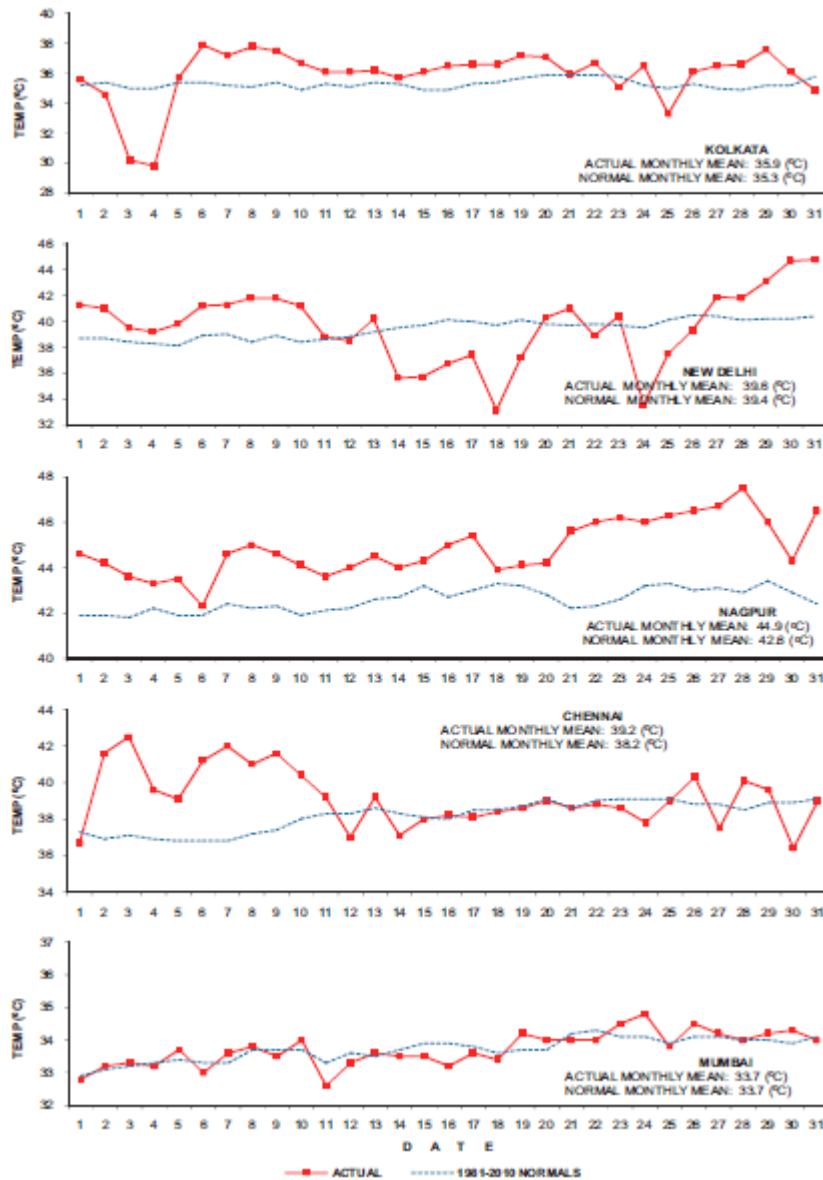 40
38
36
34
32
30
28
TEMP (ºC)
KOLKATA
ACTUAL MONTHLY MEAN: 35.9 (ºC)
NORMAL MONTHLY MEAN: 35.3 (ºC)
1 2 3 4 5 6 7 8 9 10 11 12 13 14 15 16 17 18 19 20 21 22 23 24 25 26 27 28 29 30 31
46
44
42
40
38
36
34
32
TEMP (ºC)
NEW DELHI
ACTUAL MONTHLY MEAN: 39.6 (ºC)
NORMAL MONTHLY MEAN: 39.4 (ºC)
1 2 3 4 5 6 7 8 9 10 11 12 13 14 15 16 17 18 19 20 21 22 23 24 25 26 27 28 29 30 31
48
46
44
42
40
TEMP (ºC)
NAGPUR
ACTUAL MONTHLY MEAN: 44.9 (ºC)
NORMAL MONTHLY MEAN: 42.6 (ºC)
1 2 3 4 5 6 7 8 9 10 11 12 13 14 15 16 17 18 19 20 21 22 23 24 25 26 27 28 29 30 31
44
42
40
38
36
34
TEMP (ºC)
CHENNAI
ACTUAL MONTHLY MEAN: 39.2 (ºC)
NORMAL MONTHLY MEAN: 38.2 (ºC)
1 2 3 4 5 6 7 8 9 10 11 12 13 14 15 16 17 18 19 20 21 22 23 24 25 26 27 28 29 30 31
37
36
35
34
33
32
TEMP (ºC)
MUMBAI
ACTUAL MONTHLY MEAN: 33.7 (ºC)
NORMAL MONTHLY MEAN: 33.7 (ºC)
1 2 3 4 5 6 7 8 9 10 11 12 13 14 15 16 17 18 19 20 21 22 23 24 25 26 27 28 29 30 31
D A T E
ACTUAL
1981-2010 NORMALS